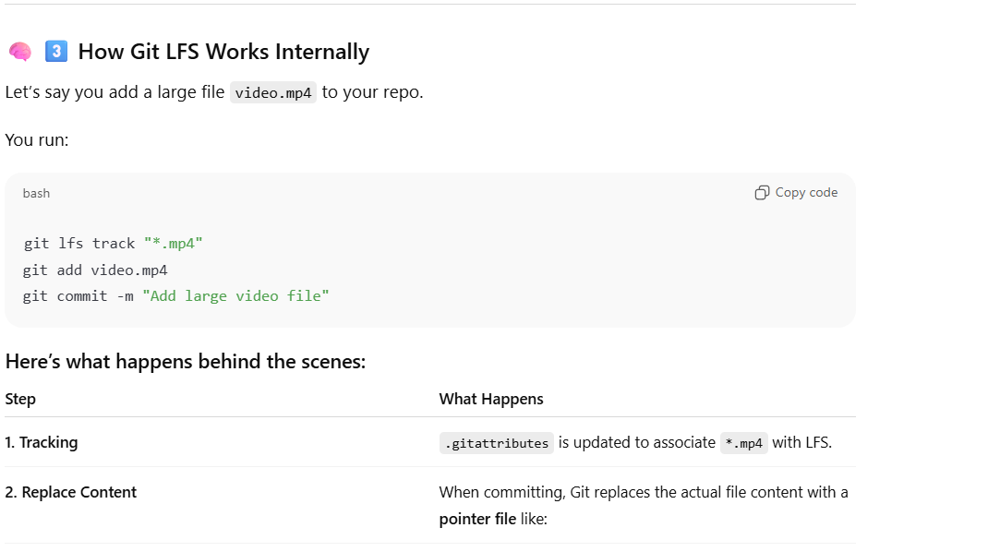 🧠 3️⃣ How Git LFS Works Internally
Let’s say you add a large file video.mp4 to your repo.
You run:
bash
Copy code
git lfs track "*.mp4"
git add video.mp4
git commit -m "Add large video file"
Here’s what happens behind the scenes:
Step What Happens
1. Tracking .gitattributes is updated to associate *.mp4 with LFS.
2. Replace Content When committing, Git replaces the actual file content with a
pointer file like: